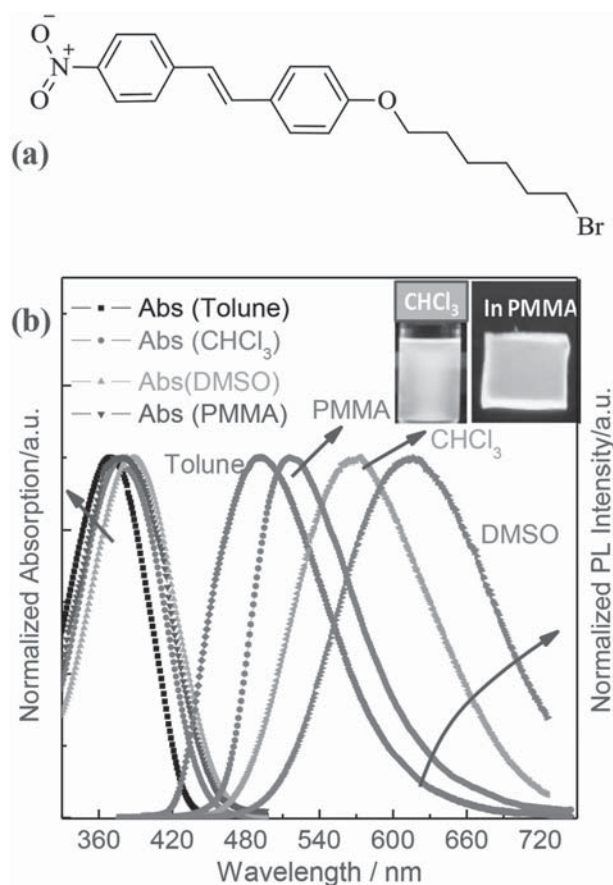 O⁻
N⁺
O
O
Br
(a)
(b)
Abs (Tolune)
Abs (CHCl₃)
Abs(DMSO)
Abs (PMMA)
CHCl₃
In PMMA
PMMA
CHCl₃
Tolune
DMSO
Normalized Absorption/a.u.
Normalized PL Intensity/a.u.
360 420 480 540 600 660 720
Wavelength / nm